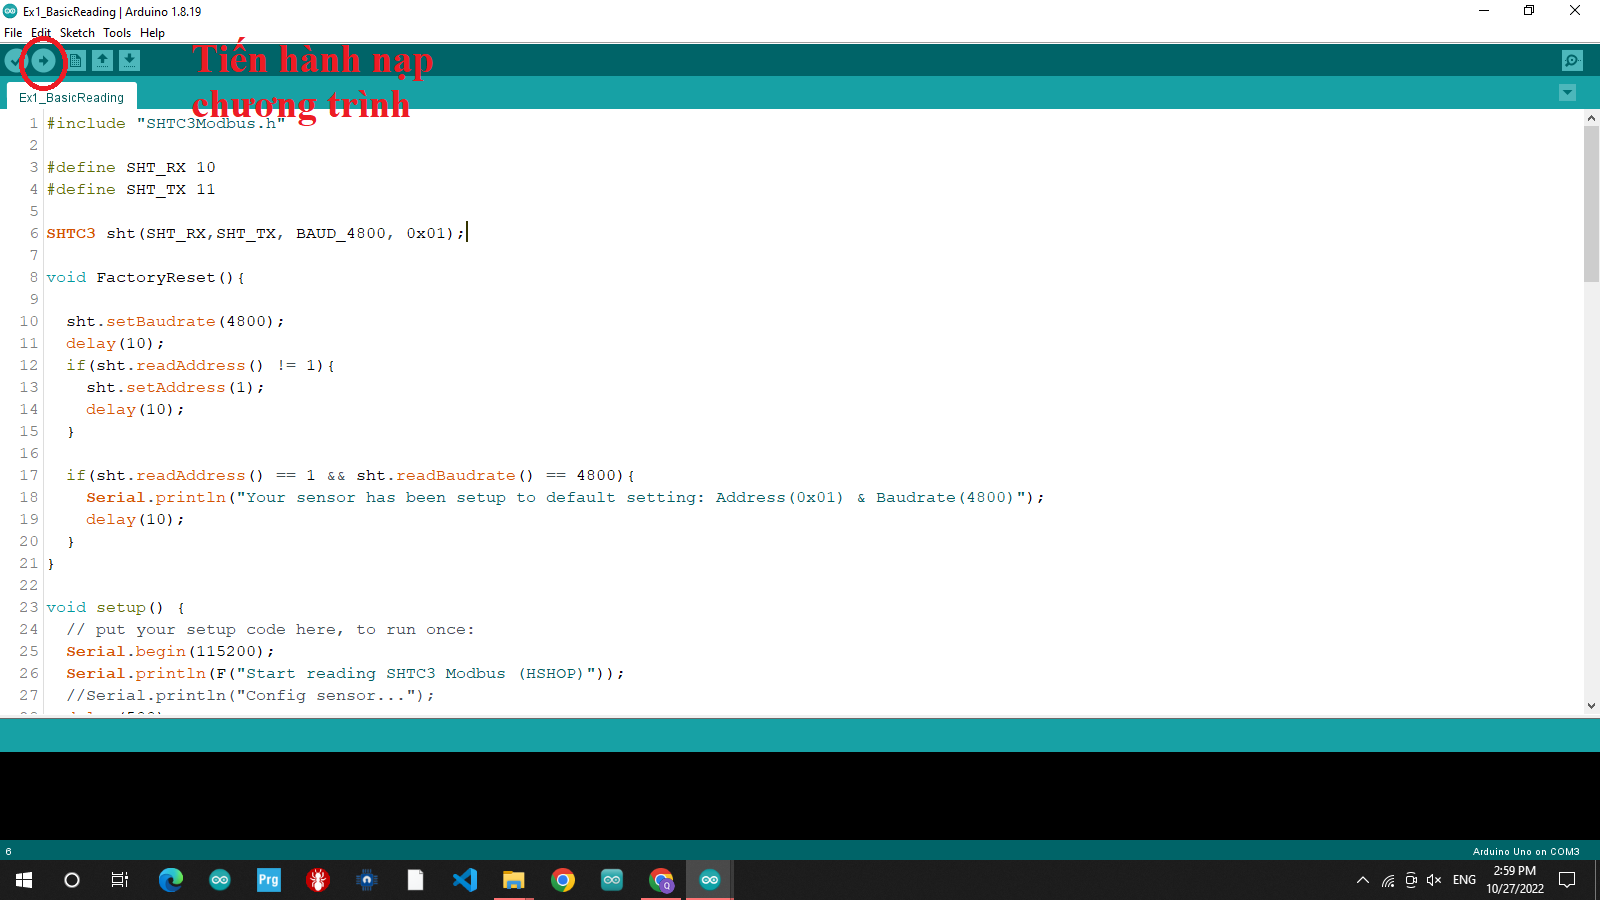 Ex1_BasicReading | Arduino 1.8.19
File Edit Sketch Tools Help
Tiến hành nạp
chương trình
Ex1_BasicReading
1 #include "SHTC3Modbus.h"
2
3 #define SHT_RX 10
4 #define SHT_TX 11
5
6 SHTC3 sht(SHT_RX,SHT_TX, BAUD_4800, 0x01);
7
8 void FactoryReset(){
9
10 sht.setBaudrate(4800);
11 delay(10);
12 if(sht.readAddress() != 1){
13 sht.setAddress(1);
14 delay(10);
15 }
16
17 if(sht.readAddress() == 1 && sht.readBaudrate() == 4800){
18 Serial.println("Your sensor has been setup to default setting: Address(0x01) & Baudrate(4800)");
19 delay(10);
20 }
21 }
22
23 void setup() {
24 // put your setup code here, to run once:
25 Serial.begin(115200);
26 Serial.println(F("Start reading SHTC3 Modbus (HSHOP)"));
27 //Serial.println("Config sensor...");
6
Arduino Uno on COM3
Prg
Q
ENG
2:59 PM
10/27/2022